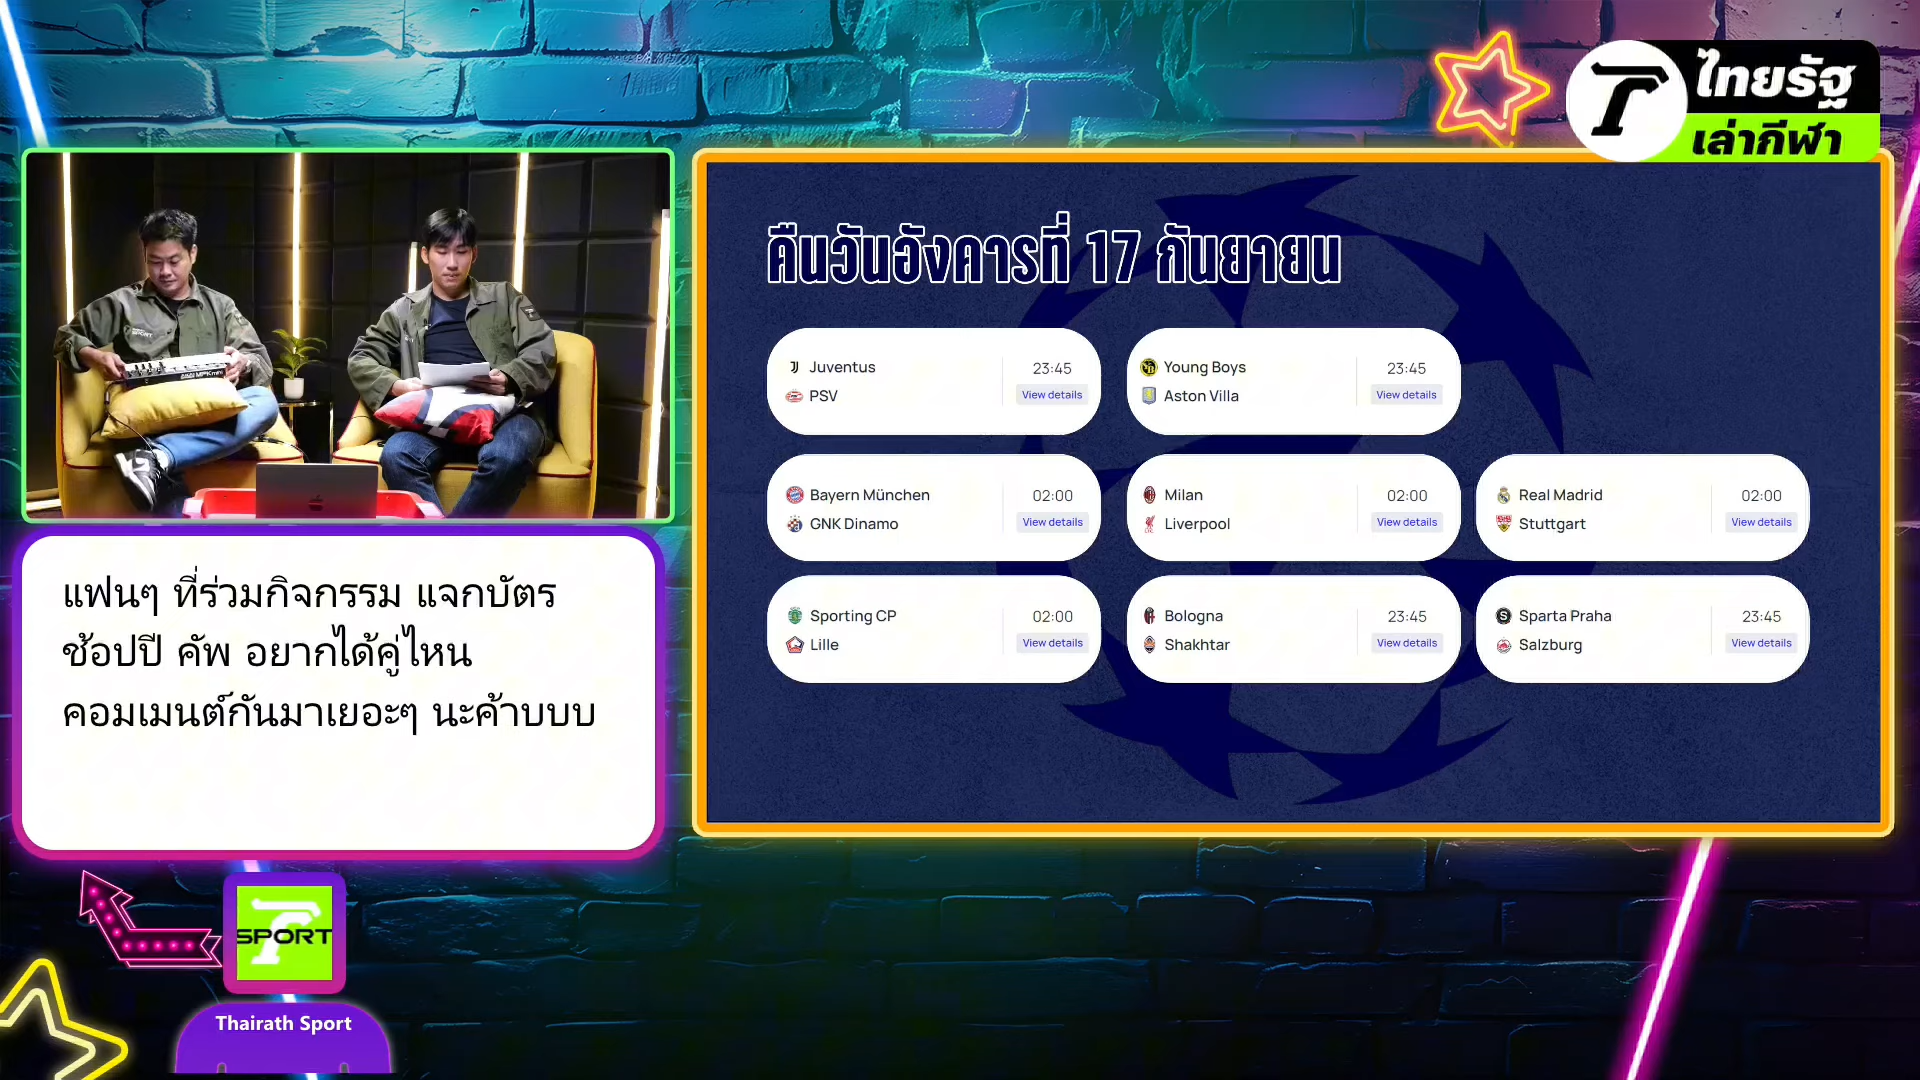 ไทยรัฐ
เล่ากีฬา
คืนวันอังคารที่ 17 กันยายน
Juventus 23:45
PSV View details
Young Boys 23:45
Aston Villa View details
Bayern München 02:00
GNK Dinamo View details
Milan 02:00
Liverpool View details
Real Madrid 02:00
Stuttgart View details
Sporting CP 02:00
Lille View details
Bologna 23:45
Shakhtar View details
Sparta Praha 23:45
Salzburg View details
แฟนๆ ที่ร่วมกิจกรรม แจกบัตร
ช้อปปี คัพ อยากได้คู่ไหน
คอมเมนต์กันมาเยอะๆ นะค้าบบบ
SPORT
Thairath Sport